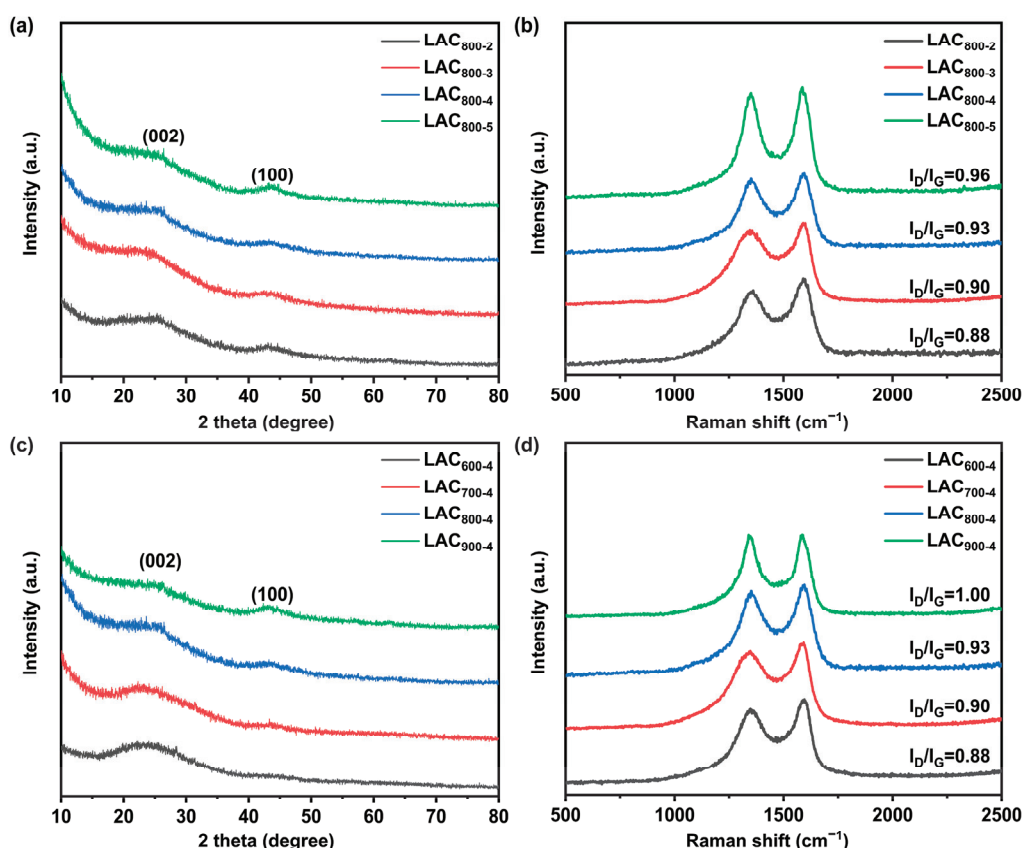 (a)
LAC800-2
LAC800-3
LAC800-4
LAC800-5
(002)
(100)
Intensity (a.u.)
10 20 30 40 50 60 70 80
2 theta (degree)
(b)
LAC800-2
LAC800-3
LAC800-4
LAC800-5
ID/IG=0.96
ID/IG=0.93
ID/IG=0.90
ID/IG=0.88
Intensity (a.u.)
500 1000 1500 2000 2500
Raman shift (cm⁻¹)
(c)
LAC600-4
LAC700-4
LAC800-4
LAC900-4
(002)
(100)
Intensity (a.u.)
10 20 30 40 50 60 70 80
2 theta (degree)
(d)
LAC600-4
LAC700-4
LAC800-4
LAC900-4
ID/IG=1.00
ID/IG=0.93
ID/IG=0.90
ID/IG=0.88
Intensity (a.u.)
500 1000 1500 2000 2500
Raman shift (cm⁻¹)